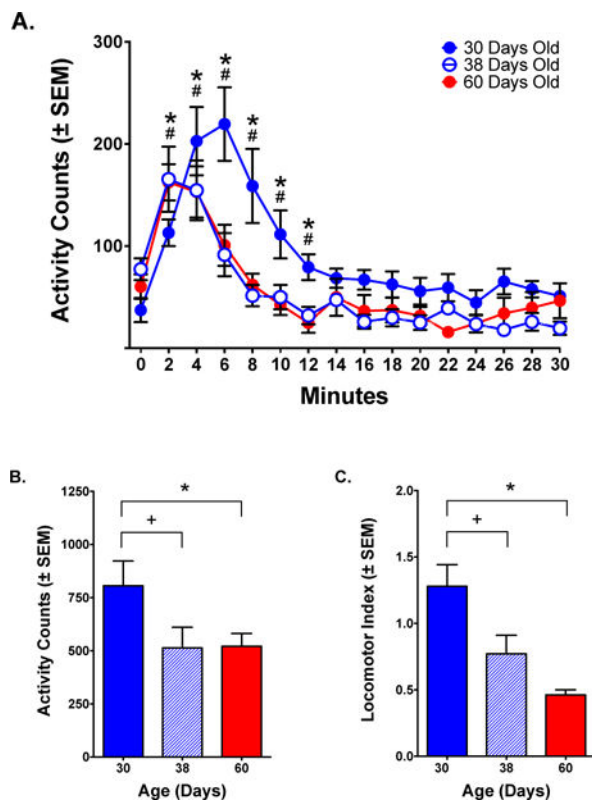 A.
Activity Counts (± SEM)
300
200
100
30 Days Old
38 Days Old
60 Days Old
*
#
*
#
*
#
*
#
*
#
*
#
0 2 4 6 8 10 12 14 16 18 20 22 24 26 28 30
Minutes
B.
Activity Counts (± SEM)
1250
1000
750
500
250
0
*
+
30 38 60
Age (Days)
C.
Locomotor Index (± SEM)
2.0
1.5
1.0
0.5
0.0
*
+
30 38 60
Age (Days)